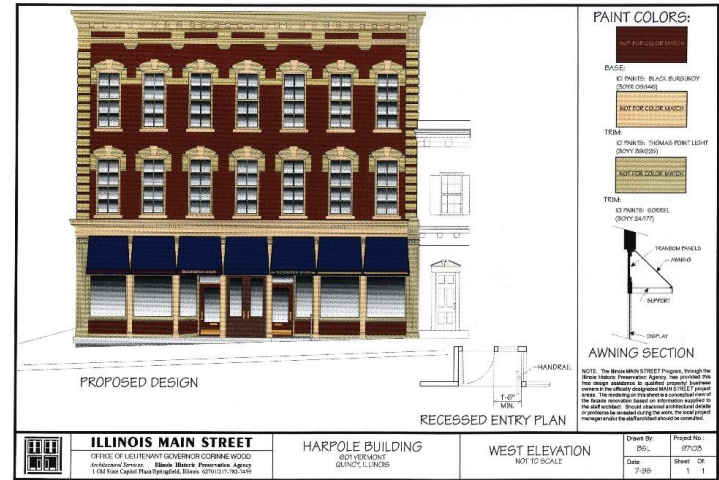 PAINT COLORS:
NOT FOR COLOR MATCH
BASE:
ICI PAINTS: BLACK BURGUNDY
(30YR 09/146)
NOT FOR COLOR MATCH
TRIM:
ICI PAINTS: THOMAS POINT LIGHT
(30YY 39/225)
NOT FOR COLOR MATCH
TRIM:
ICI PAINTS: SORREL
(30YY 24/177)
TRANSOM PANELS
AWNING
SUPPORT
DISPLAY
AWNING SECTION
BUSINESS SIGN
BUSINESS SIGN
PROPOSED DESIGN
HANDRAIL
1'-6"
MIN.
RECESSED ENTRY PLAN
NOTE. The Illinois MAIN STREET Program, through the
Illinois Historic Preservation Agency, has provided this
free design assistance to qualified property/ business
owners in the officially designated MAIN STREET project
areas. The rendering on this sheet is a conceptual view of
the facade renovation based on information supplied to
the staff architect. Should obscured architectural details
or problems be revealed during the work, the local project
manager and/or the staff architect should be consulted.
ILLINOIS MAIN STREET
OFFICE OF LIEUTENANT GOVERNOR CORINNE WOOD
Architectural Services: Illinois Historic Preservation Agency
1 Old State Capitol Plaza/Springfield, Illinois 62701/217-782-7459
HARPOLE BUILDING
601 VERMONT
QUINCY, ILLINOIS
WEST ELEVATION
NOT TO SCALE
Drawn By:
BSL
Project No.:
Date:
Sheet Of:
1 1